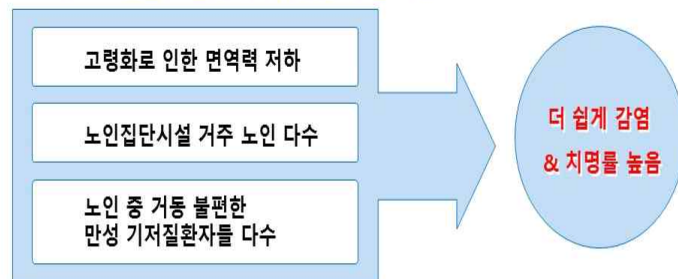 고령화로 인한 면역력 저하
노인집단시설 거주 노인 다수
노인 중 거동 불편한
만성 기저질환자들 다수
더 쉽게 감염
& 치명률 높음